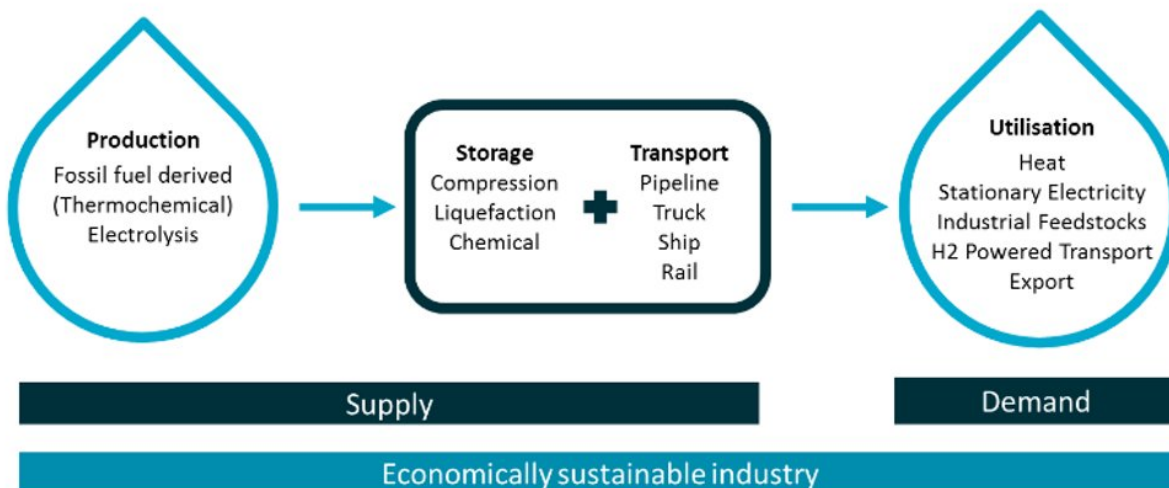 Production
Fossil fuel derived
(Thermochemical)
Electrolysis
Storage
Compression
Liquefaction
Chemical
Transport
Pipeline
Truck
Ship
Rail
Utilisation
Heat
Stationary Electricity
Industrial Feedstocks
H2 Powered Transport
Export
Supply
Demand
Economically sustainable industry